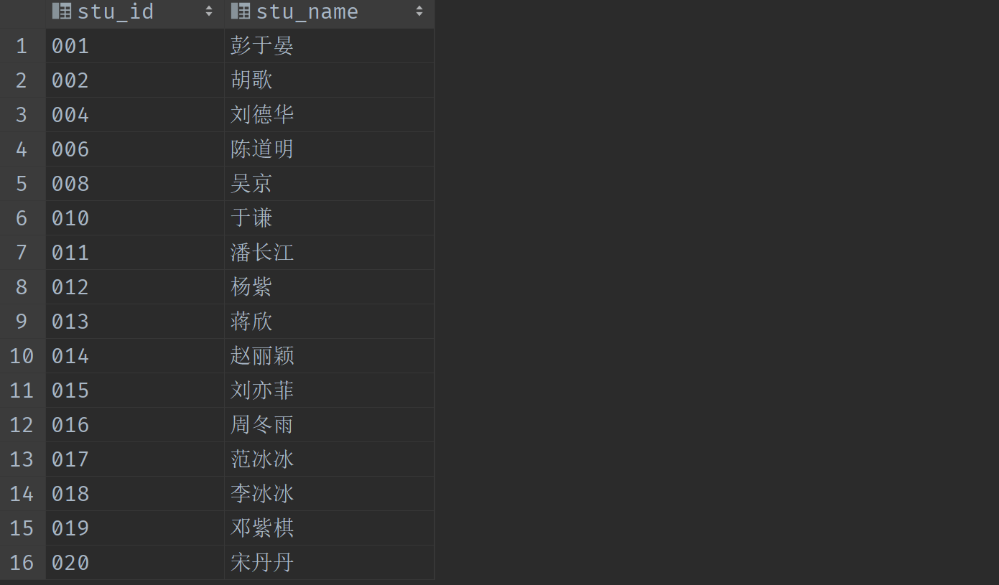 stu_id stu_name
1 001 彭于晏
2 002 胡歌
3 004 刘德华
4 006 陈道明
5 008 吴京
6 010 于谦
7 011 潘长江
8 012 杨紫
9 013 蒋欣
10 014 赵丽颖
11 015 刘亦菲
12 016 周冬雨
13 017 范冰冰
14 018 李冰冰
15 019 邓紫棋
16 020 宋丹丹